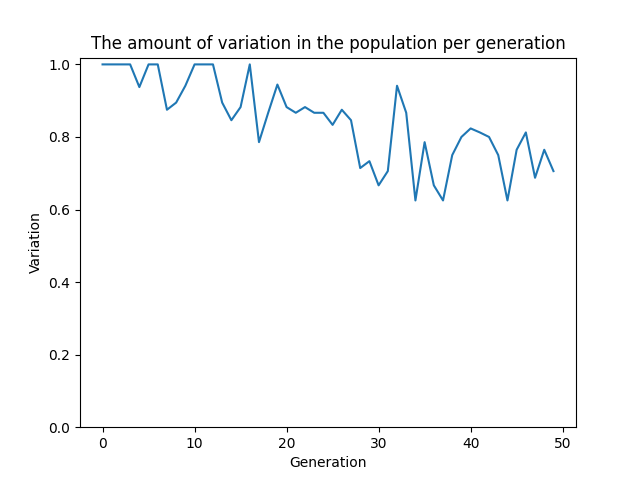 The amount of variation in the population per generation
1.0
0.8
0.6
0.4
0.2
0.0
Variation
0 10 20 30 40 50
Generation